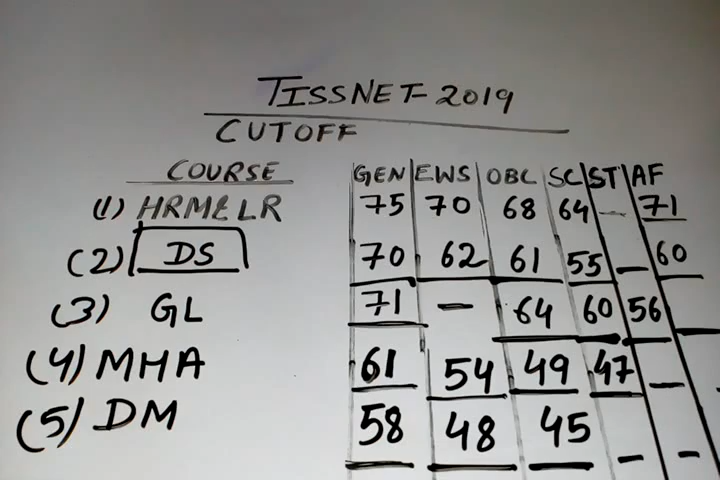 TISSNET-2019
CUTOFF
COURSE GEN EWS OBC SC ST AF
(1) HRM&LR 75 70 68 64 - 71
(2) DS 70 62 61 55 - 60
(3) GL 71 - 64 60 56
(4) MHA 61 54 49 47 -
(5) DM 58 48 45 - -